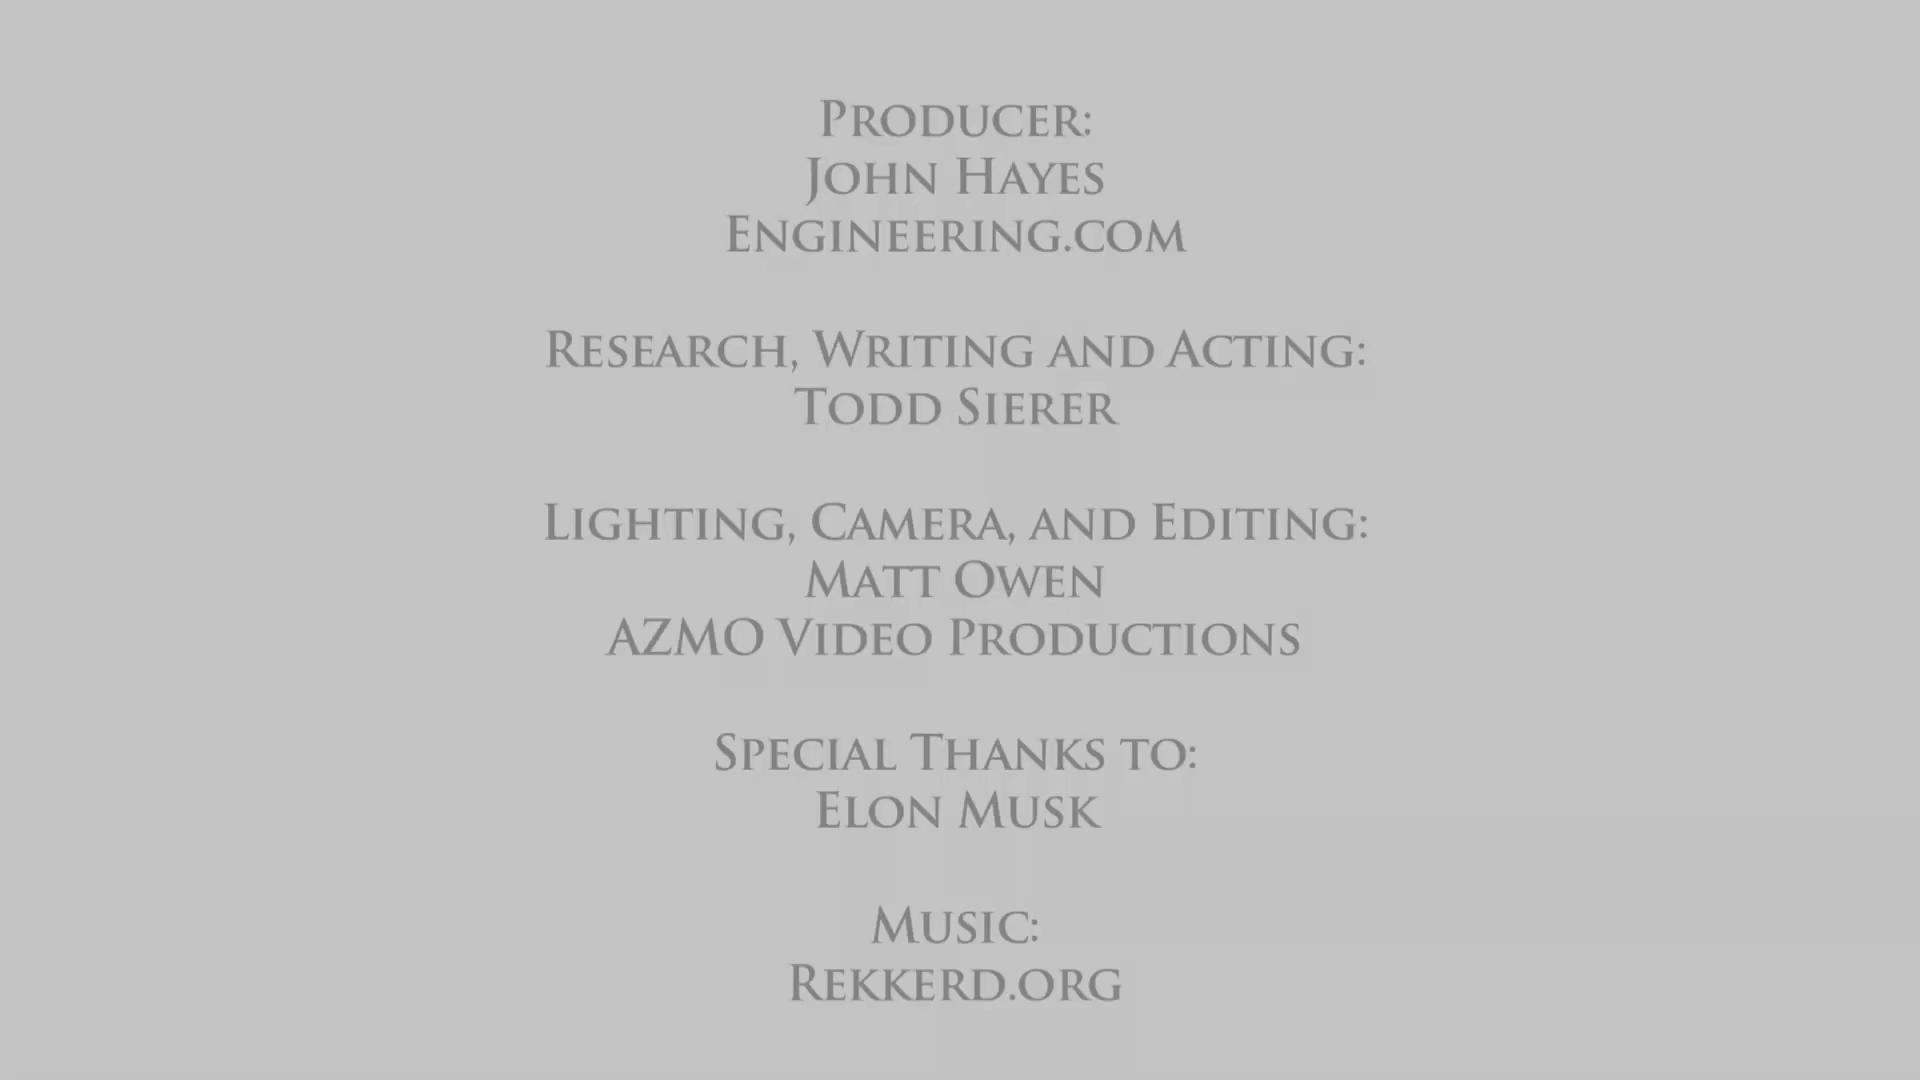 Producer:
John Hayes
Engineering.com
Research, Writing and Acting:
Todd Sierer
Lighting, Camera, and Editing:
Matt Owen
AZMO Video Productions
Special Thanks to:
Elon Musk
Music:
Rekkerd.org